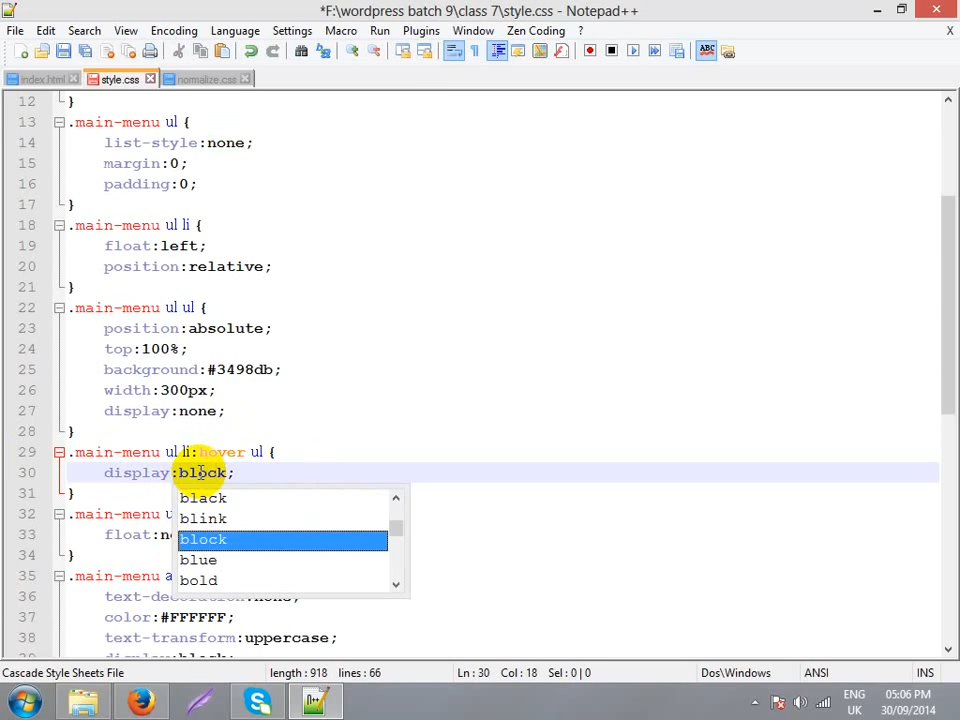 *F:\wordpress batch 9\class 7\style.css - Notepad++
File Edit Search View Encoding Language Settings Macro Run Plugins Window Zen Coding ? X
index.html style.css normalize.css
12 }
13 .main-menu ul {
14 list-style:none;
15 margin:0;
16 padding:0;
17 }
18 .main-menu ul li {
19 float:left;
20 position:relative;
21 }
22 .main-menu ul ul {
23 position:absolute;
24 top:100%;
25 background:#3498db;
26 width:300px;
27 display:none;
28 }
29 .main-menu ul li:hover ul {
30 display:block;
31 }
black
32 .main-menu
blink
33 float:
block
34 }
blue
35 .main-menu a
bold
36
37 color:#FFFFFF;
38 text-transform:uppercase;
Cascade Style Sheets File length : 918 lines : 66 Ln : 30 Col : 18 Sel : 0 | 0 Dos\Windows ANSI INS
ENG 05:06 PM
UK 30/09/2014